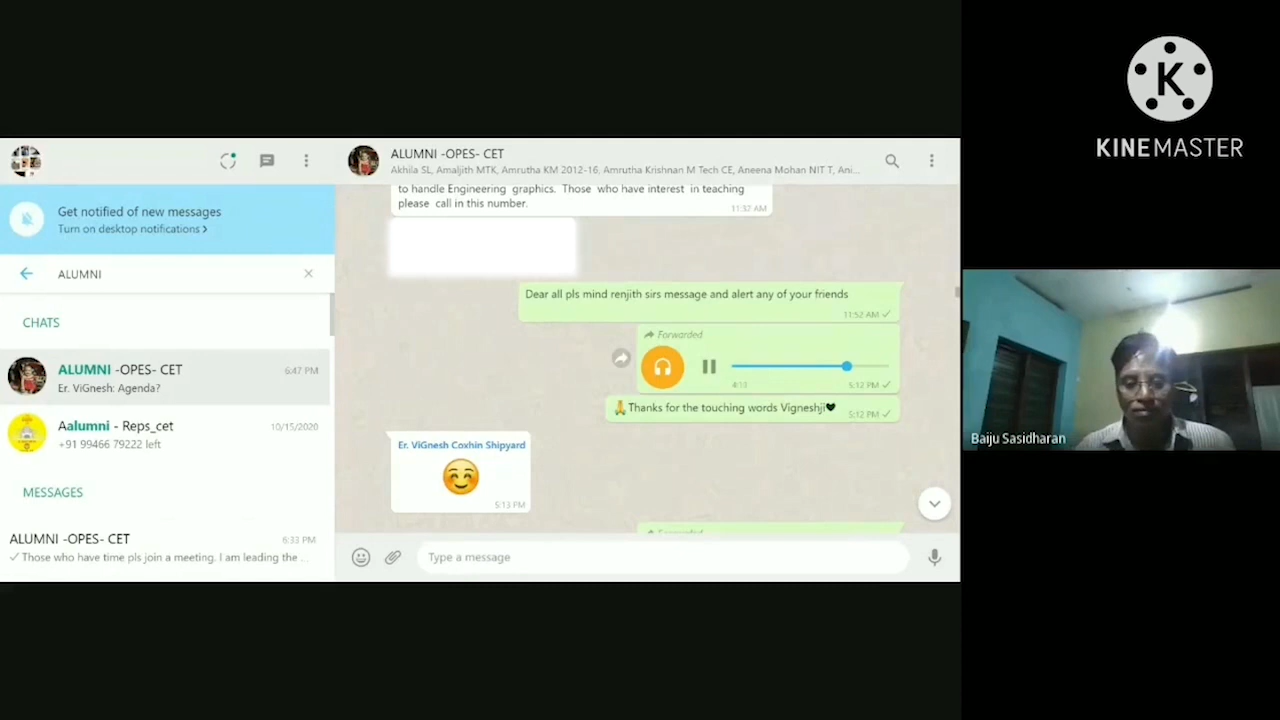 KINEMASTER
ALUMNI -OPES- CET
Akhila SL, Amaljith MTK, Amrutha KM 2012-16, Amrutha Krishnan M Tech CE, Aneena Mohan NIT T, Ani...
Get notified of new messages
Turn on desktop notifications >
ALUMNI
CHATS
ALUMNI -OPES- CET
6:47 PM
Er. ViGnesh: Agenda?
Aalumni - Reps_cet
10/15/2020
+91 99466 79222 left
MESSAGES
ALUMNI -OPES- CET
6:33 PM
Those who have time pls join a meeting. I am leading the ...
to handle Engineering graphics. Those who have interest in teaching
please call in this number.
11:32 AM
Dear all pls mind renjith sirs message and alert any of your friends
11:52 AM
Forwarded
4:13
5:12 PM
🙏Thanks for the touching words Vigneshji🖤
5:12 PM
Er. ViGnesh Coxhin Shipyard
5:13 PM
Type a message
Baiju Sasidharan